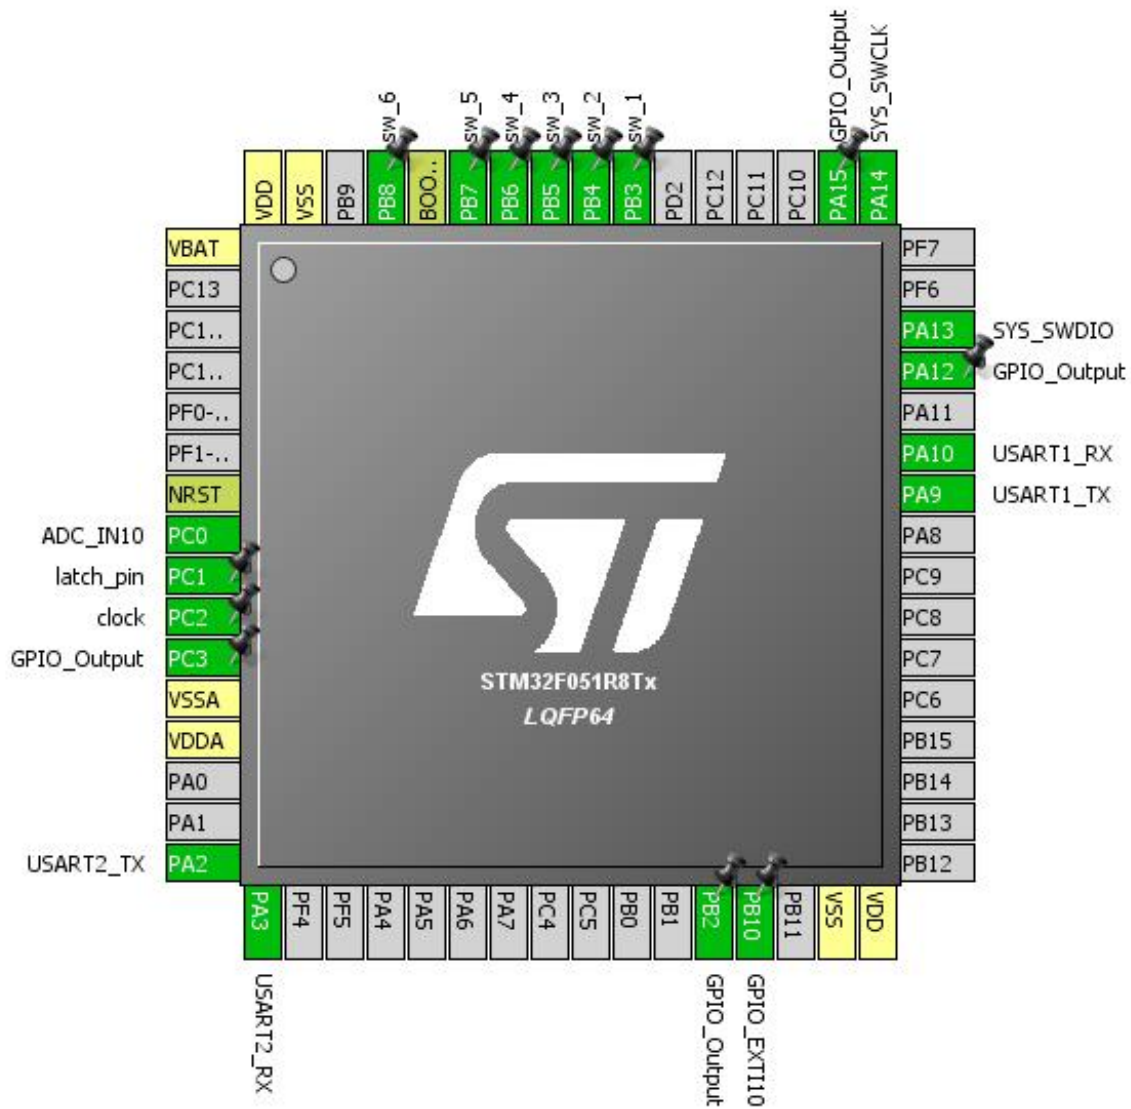 sw_6
sw_5
sw_4
sw_3
sw_2
sw_1
GPIO_Output
SYS_SWCLK
VDD
VSS
PB9
PB8
BOO..
PB7
PB6
PB5
PB4
PB3
PD2
PC12
PC11
PC10
PA15
PA14
VBAT
PC13
PC1..
PC1..
PF0-..
PF1-..
NRST
ADC_IN10 PC0
latch_pin PC1
clock PC2
GPIO_Output PC3
VSSA
VDDA
PA0
PA1
USART2_TX PA2
ST
STM32F051R8Tx
LQFP64
PF7
PF6
PA13 SYS_SWDIO
PA12 GPIO_Output
PA11
PA10 USART1_RX
PA9 USART1_TX
PA8
PC9
PC8
PC7
PC6
PB15
PB14
PB13
PB12
PA3
PF4
PF5
PA4
PA5
PA6
PA7
PC4
PC5
PB0
PB1
PB2
PB10
PB11
VSS
VDD
USART2_RX
GPIO_Output
GPIO_EXTI10